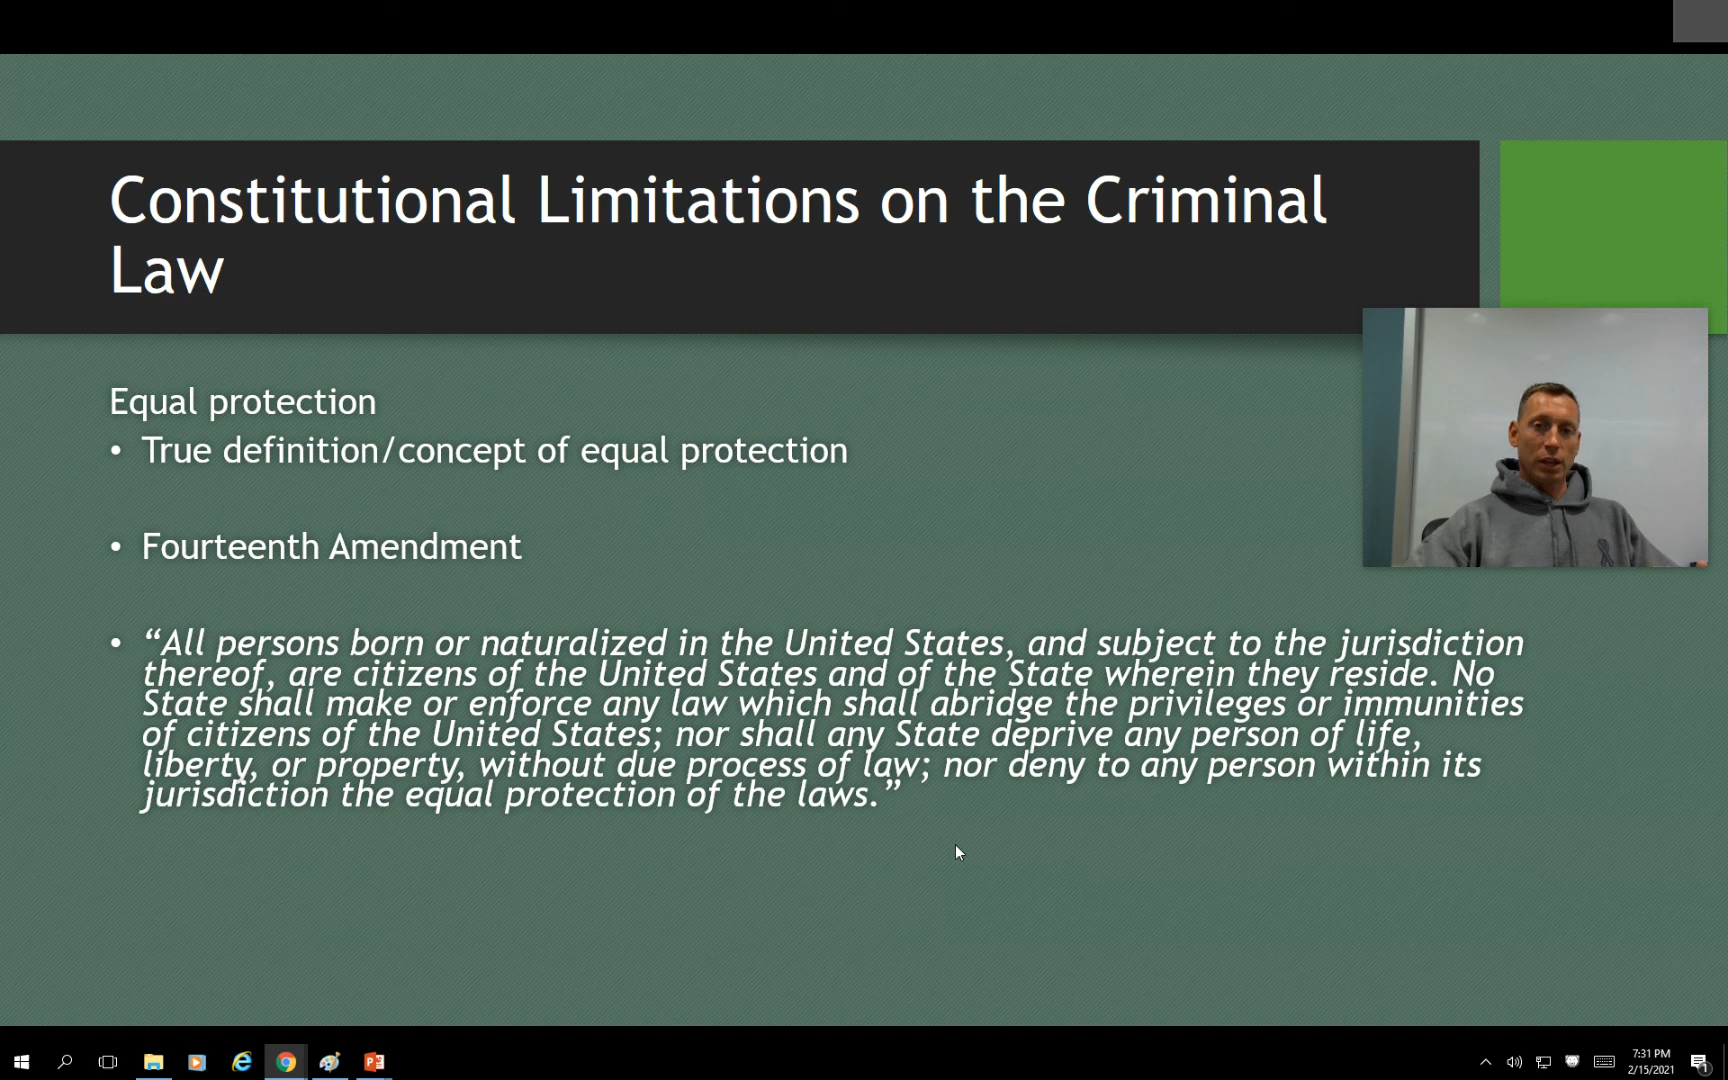 Constitutional Limitations on the Criminal
Law
Equal protection
• True definition/concept of equal protection
• Fourteenth Amendment
• “All persons born or naturalized in the United States, and subject to the jurisdiction
thereof, are citizens of the United States and of the State wherein they reside. No
State shall make or enforce any law which shall abridge the privileges or immunities
of citizens of the United States; nor shall any State deprive any person of life,
liberty, or property, without due process of law; nor deny to any person within its
jurisdiction the equal protection of the laws.”
7:31 PM
2/15/2021
1